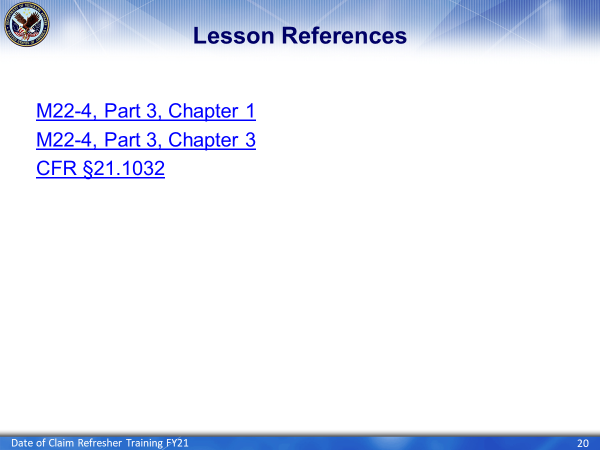 Lesson References
M22-4, Part 3, Chapter 1
M22-4, Part 3, Chapter 3
CFR §21.1032
Date of Claim Refresher Training FY21
20